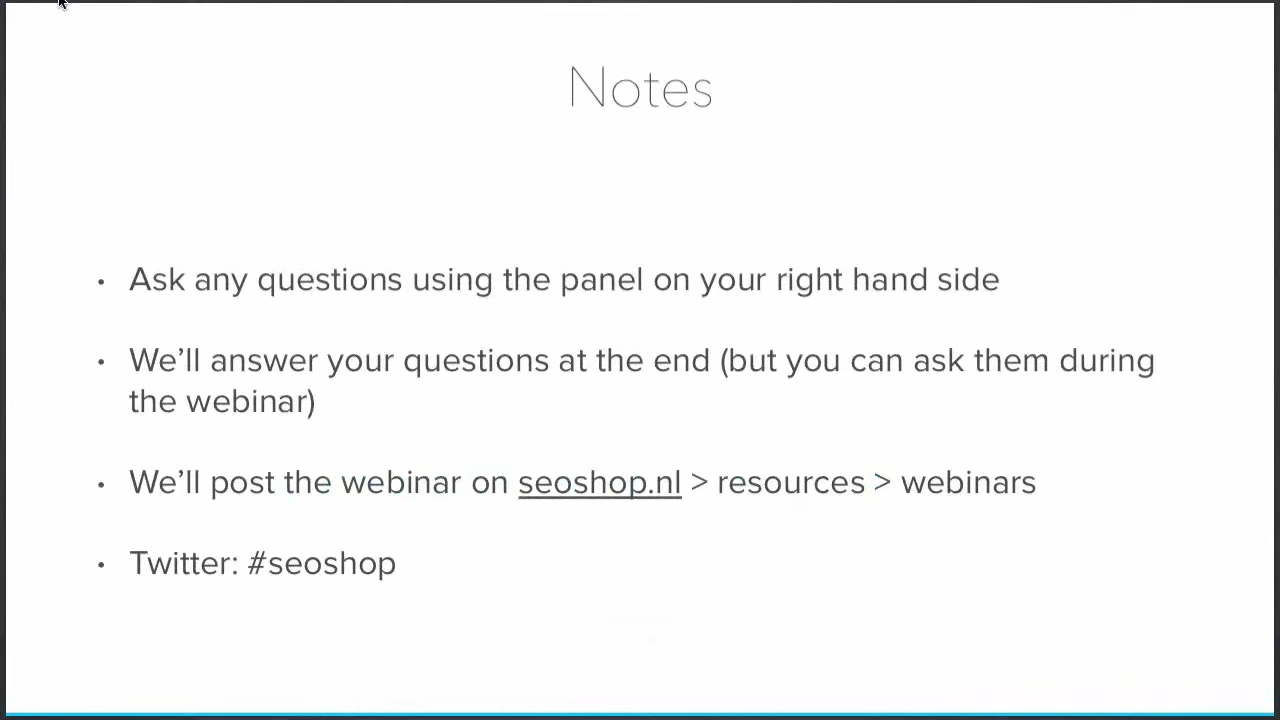 Notes
• Ask any questions using the panel on your right hand side
• We’ll answer your questions at the end (but you can ask them during
the webinar)
• We’ll post the webinar on seoshop.nl > resources > webinars
• Twitter: #seoshop